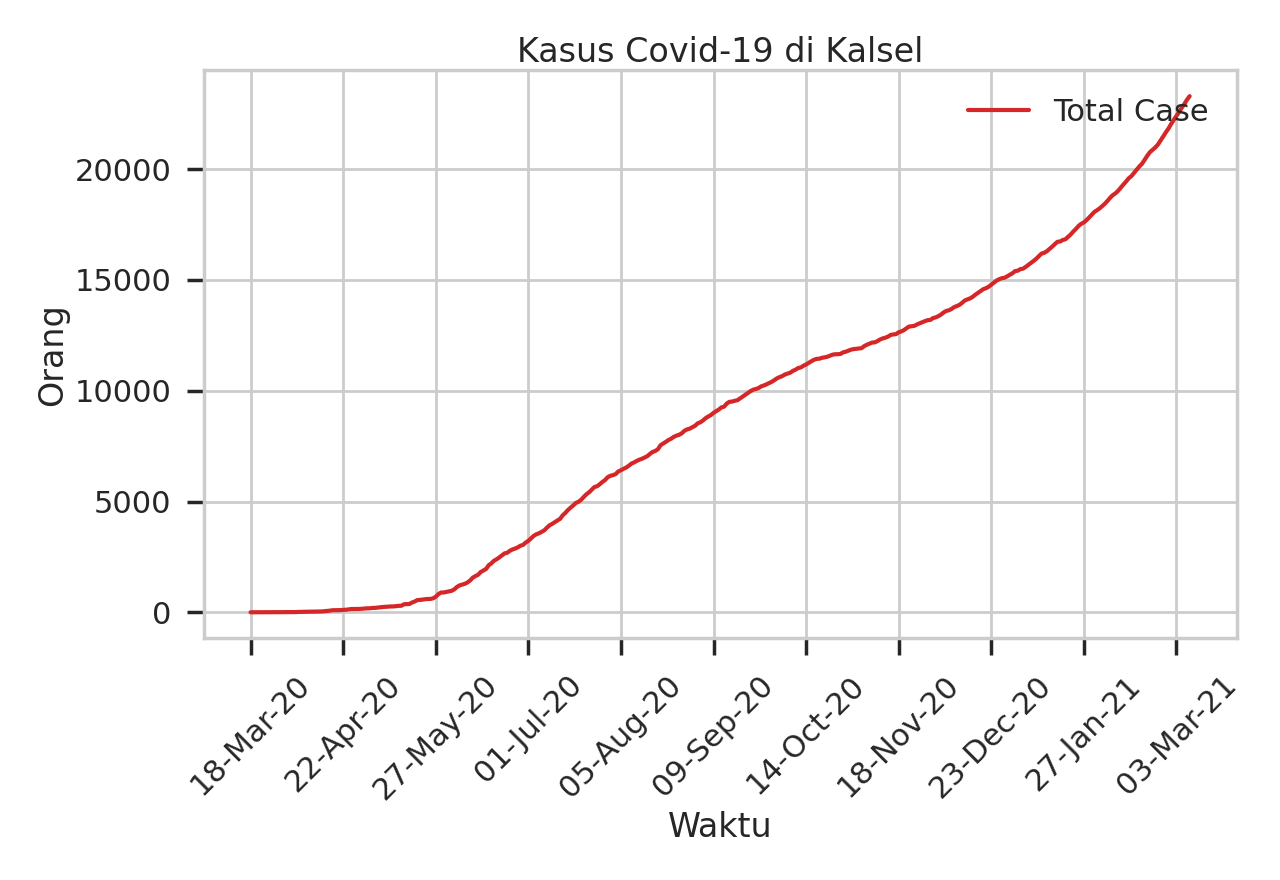 Kasus Covid-19 di Kalsel
Total Case
Orang
20000
15000
10000
5000
0
18-Mar-20
22-Apr-20
27-May-20
01-Jul-20
05-Aug-20
09-Sep-20
14-Oct-20
18-Nov-20
23-Dec-20
27-Jan-21
03-Mar-21
Waktu